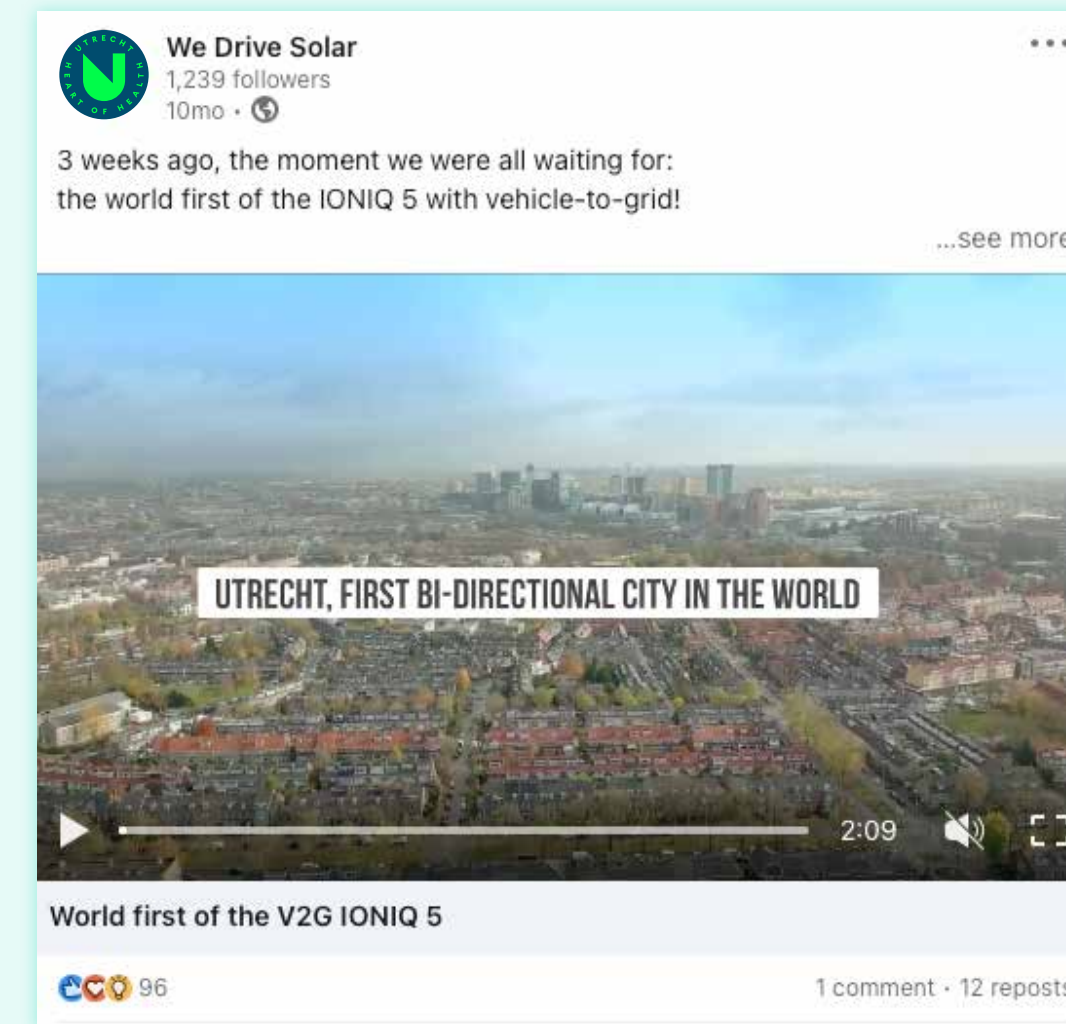 UTRECHT
HEART OF HEALTH
We Drive Solar
1,239 followers
10mo •
3 weeks ago, the moment we were all waiting for:
the world first of the IONIQ 5 with vehicle-to-grid!
...see more
UTRECHT, FIRST BI-DIRECTIONAL CITY IN THE WORLD
2:09
World first of the V2G IONIQ 5
96
1 comment · 12 reposts